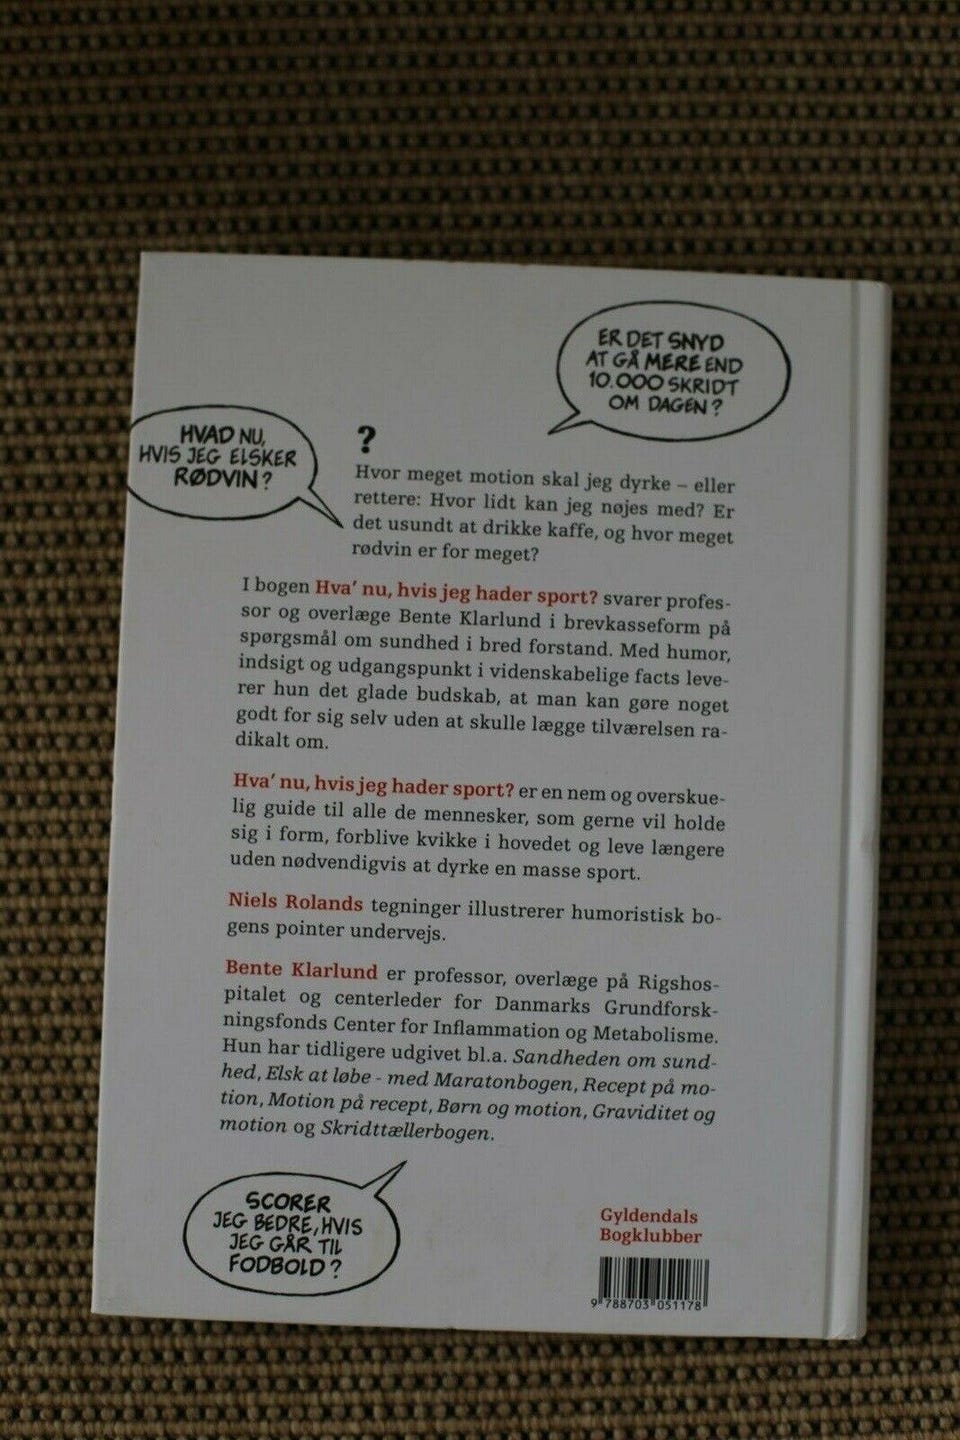 ER DET SNYD
AT GÅ MERE END
10.000 SKRIDT
OM DAGEN?
HVAD NU,
HVIS JEG ELSKER
RØDVIN?
?
Hvor meget motion skal jeg dyrke – eller
rettere: Hvor lidt kan jeg nøjes med? Er
det usundt at drikke kaffe, og hvor meget
rødvin er for meget?
I bogen Hva' nu, hvis jeg hader sport? svarer profes-
sor og overlæge Bente Klarlund i brevkasseform på
spørgsmål om sundhed i bred forstand. Med humor,
indsigt og udgangspunkt i videnskabelige facts leve-
rer hun det glade budskab, at man kan gøre noget
godt for sig selv uden at skulle lægge tilværelsen ra-
dikalt om.
Hva' nu, hvis jeg hader sport? er en nem og overskue-
lig guide til alle de mennesker, som gerne vil holde
sig i form, forblive kvikke i hovedet og leve længere
uden nødvendigvis at dyrke en masse sport.
Niels Rolands tegninger illustrerer humoristisk bo-
gens pointer undervejs.
Bente Klarlund er professor, overlæge på Rigshos-
pitalet og centerleder for Danmarks Grundforsk-
ningsfonds Center for Inflammation og Metabolisme.
Hun har tidligere udgivet bl.a. Sandheden om sund-
hed, Elsk at løbe - med Maratonbogen, Recept på mo-
tion, Motion på recept, Børn og motion, Graviditet og
motion og Skridttællerbogen.
SCORER
JEG BEDRE, HVIS
JEG GÅR TIL
FODBOLD?
Gyldendals
Bogklubber
9 788703 051178